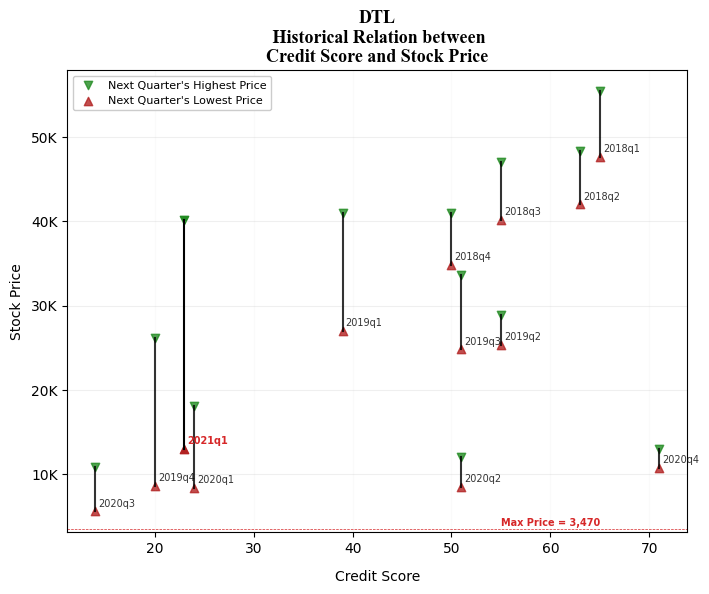 DTL
Historical Relation between
Credit Score and Stock Price
Next Quarter's Highest Price
Next Quarter's Lowest Price
50K
40K
30K
20K
10K
Stock Price
2018q1
2018q2
2018q3
2018q4
2019q1
2019q2
2019q3
2021q1
2019q4
2020q1
2020q2
2020q4
2020q3
Max Price = 3,470
20
30
40
50
60
70
Credit Score